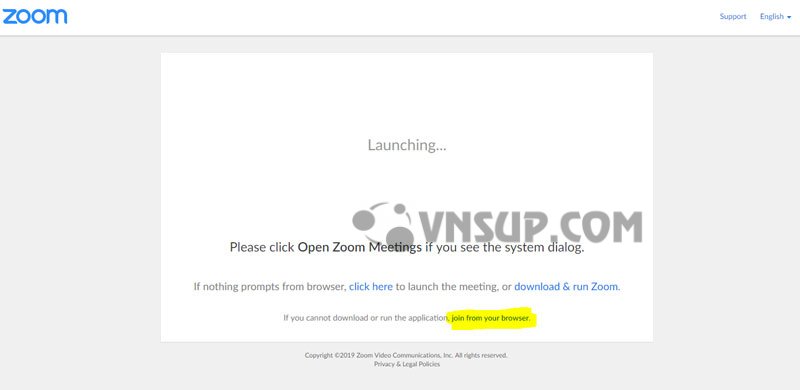 zoom
Support English
Launching...
VNSUP.COM
Please click Open Zoom Meetings if you see the system dialog.
If nothing prompts from browser, click here to launch the meeting, or download & run Zoom.
If you cannot download or run the application, join from your browser.
Copyright ©2019 Zoom Video Communications, Inc. All rights reserved.
Privacy & Legal Policies